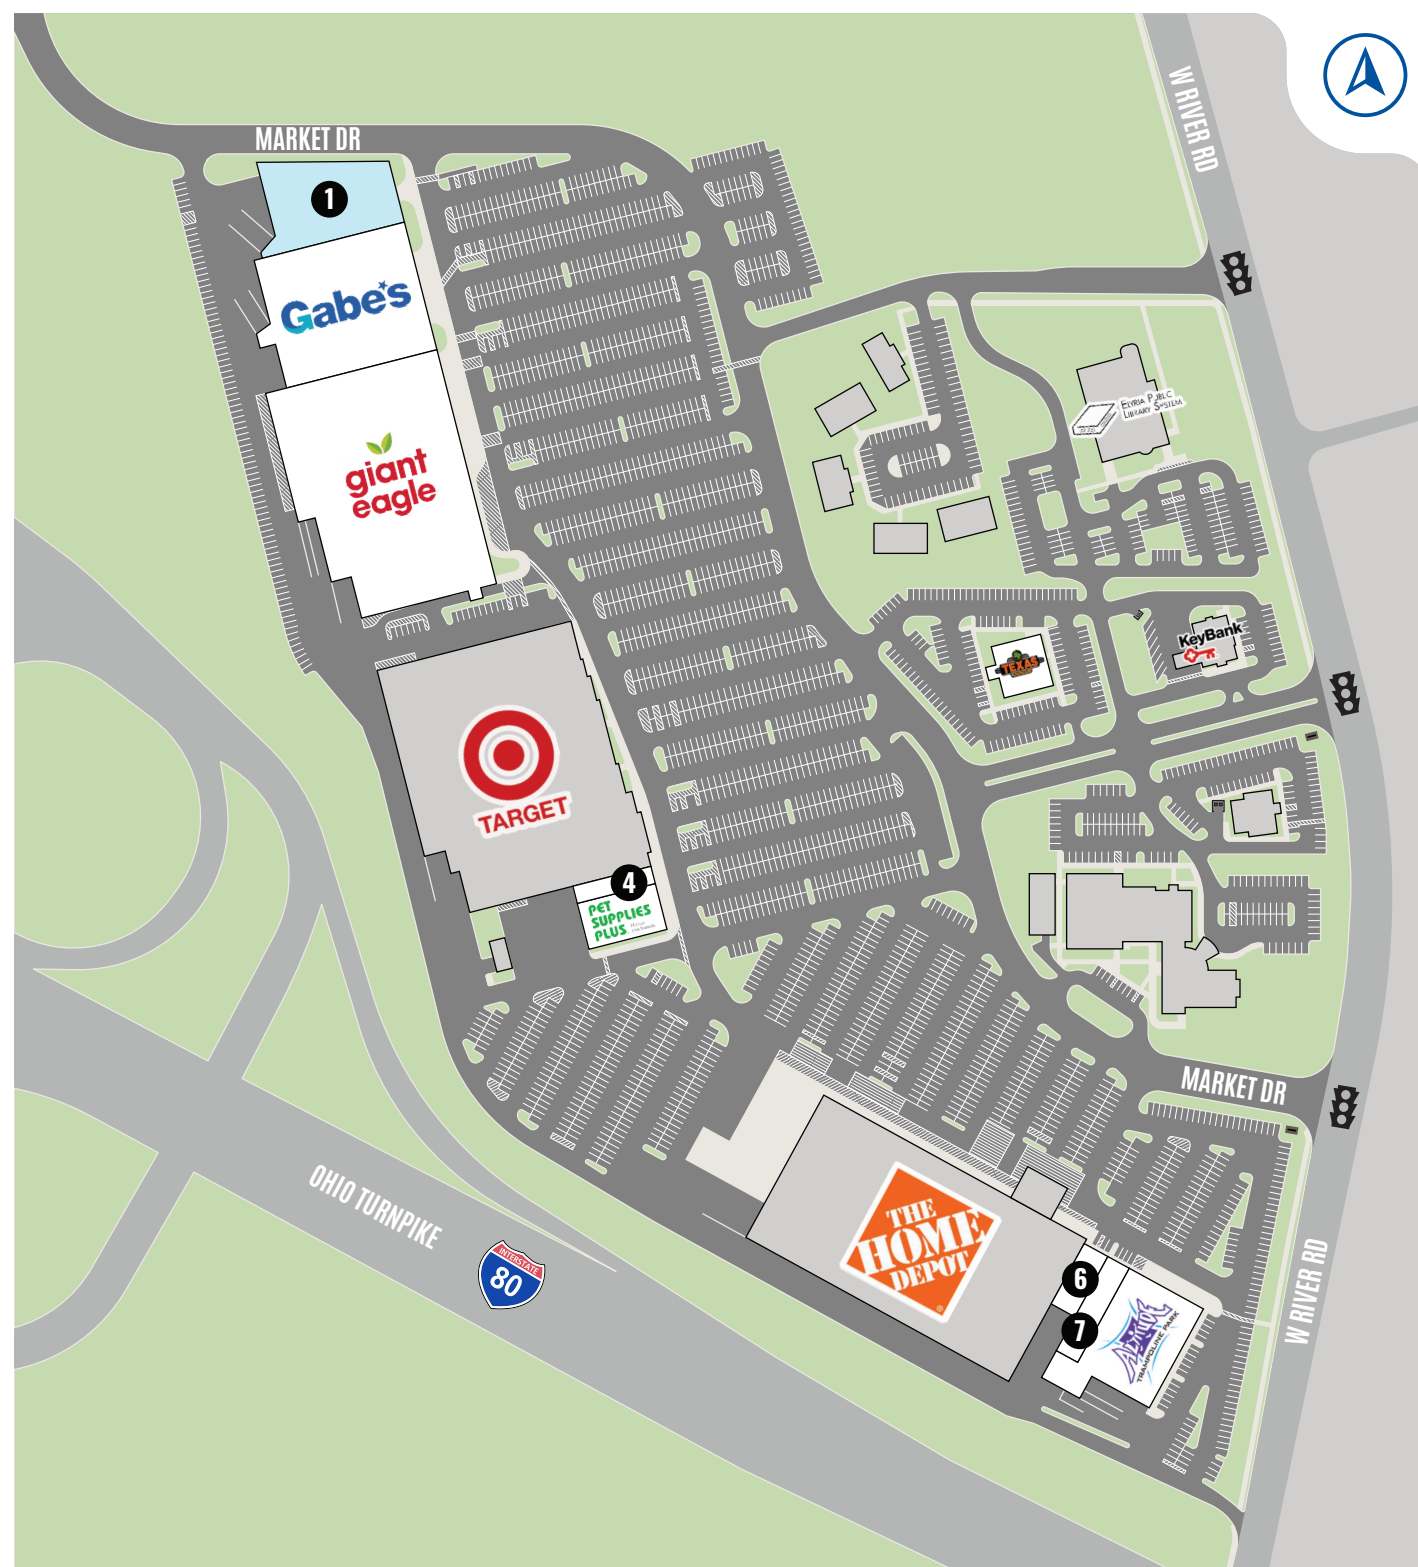 W RIVER RD
MARKET DR
1
Gabe's
giant
eagle
ELYRIA PUBLIC
LIBRARY SYSTEM
KeyBank
TEXAS
TARGET
4
PET
SUPPLIES
PLUS
MARKET DR
OHIO TURNPIKE
INTERSTATE
80
THE
HOME
DEPOT
6
7
ALTITUDE
TRAMPOLINE PARK
W RIVER RD